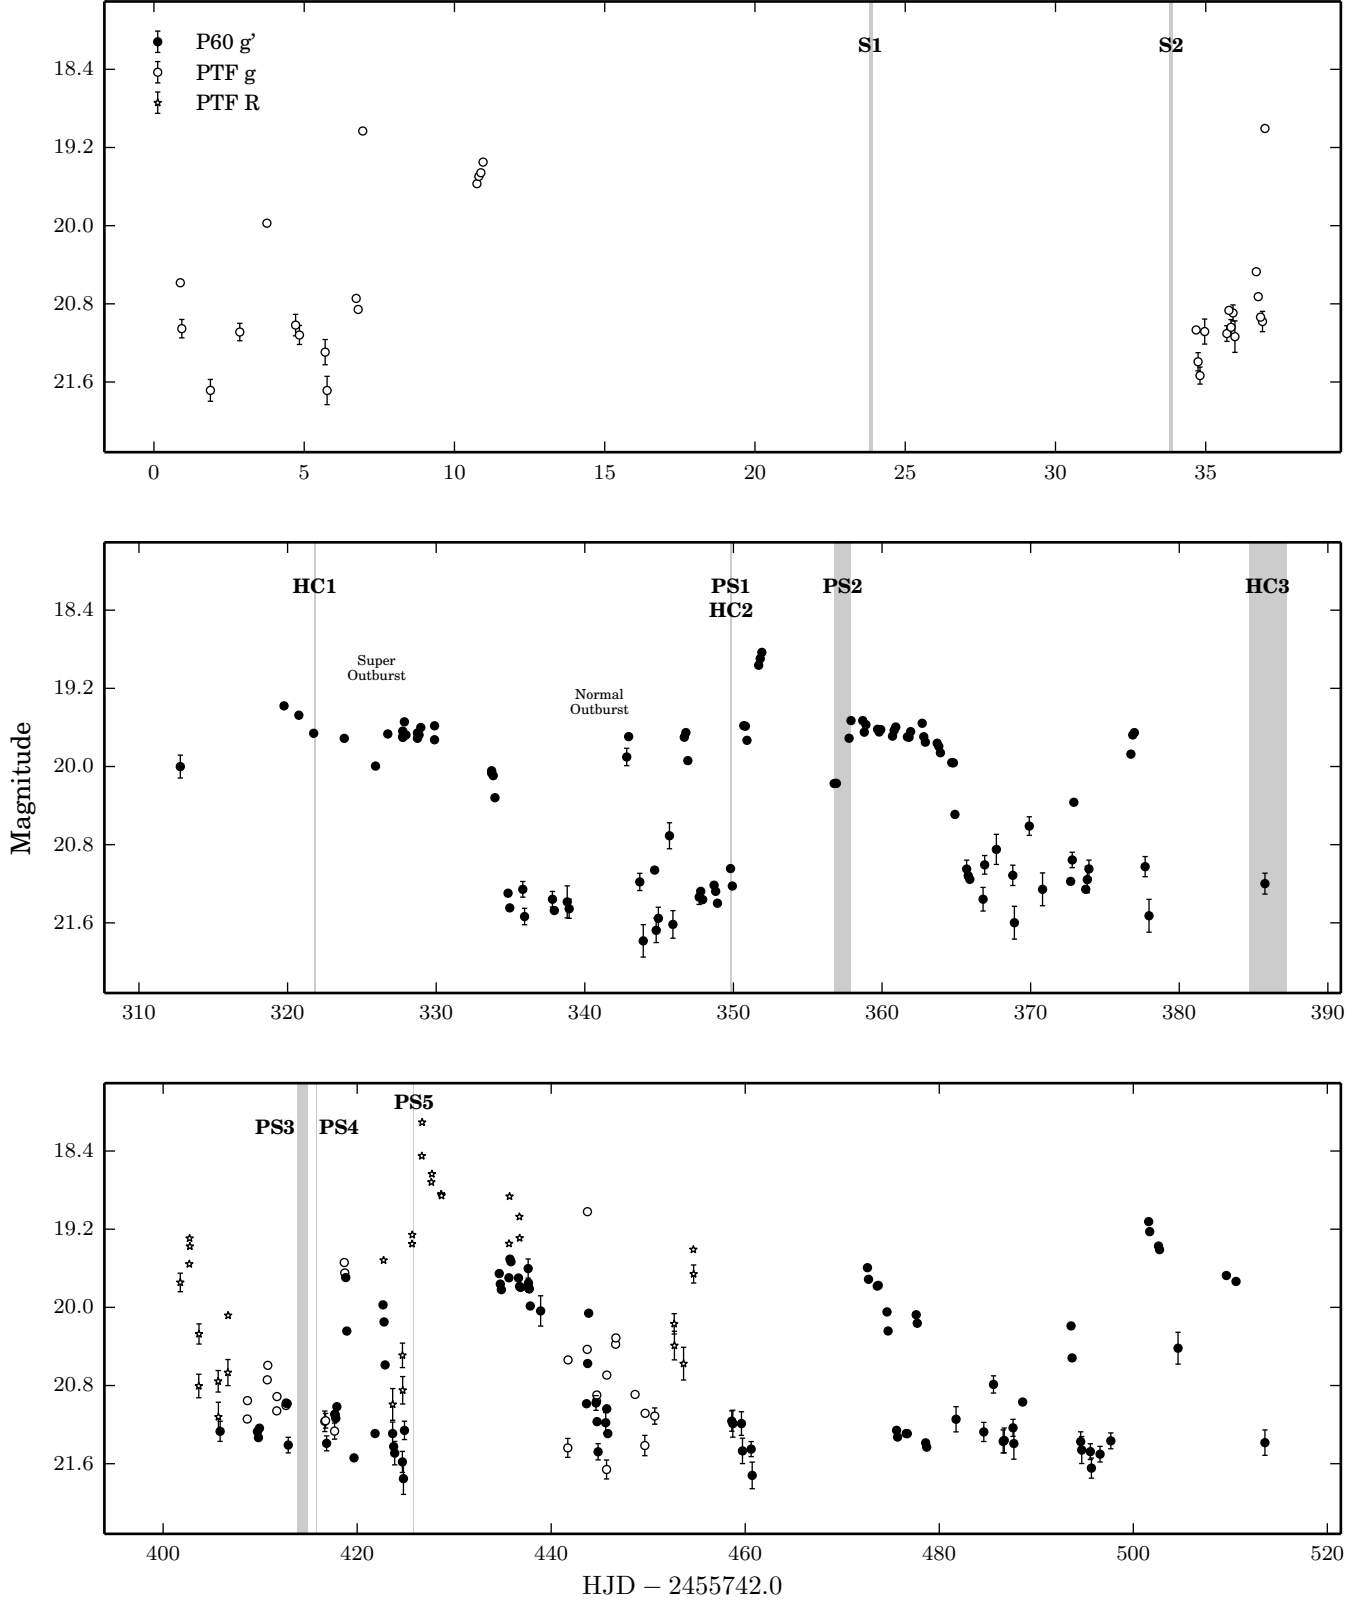 S1 S2
P60 g'
PTF g
PTF R
18.4
19.2
20.0
20.8
21.6
0 5 10 15 20 25 30 35
HC1 PS1 PS2 HC3
HC2
Super
Outburst
Normal
Outburst
18.4
19.2
20.0
20.8
21.6
310 320 330 340 350 360 370 380 390
Magnitude
PS5
PS3 PS4
18.4
19.2
20.0
20.8
21.6
400 420 440 460 480 500 520
HJD − 2455742.0